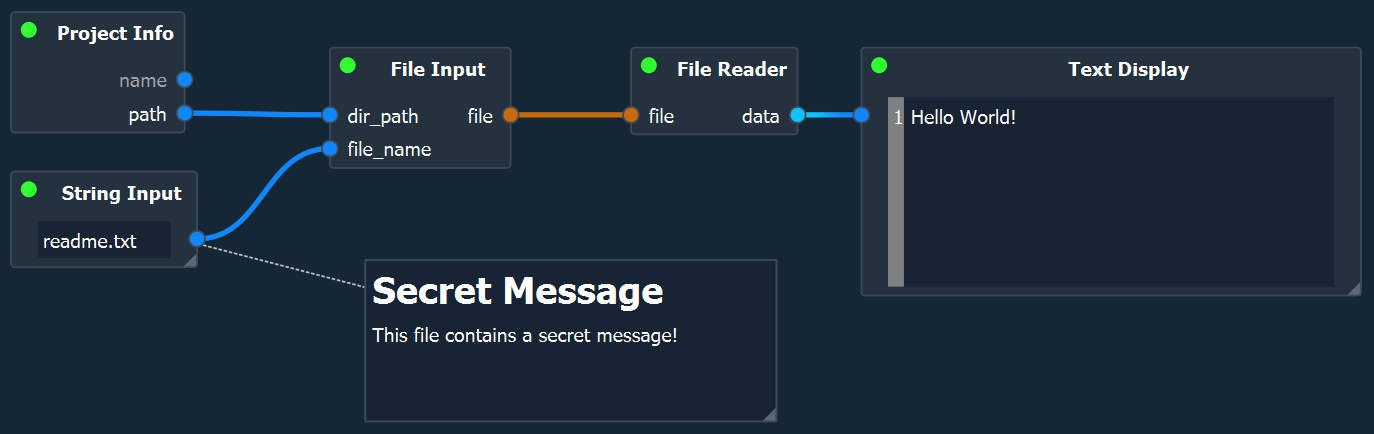 Project Info
name
path
String Input
readme.txt
File Input
dir_path file
file_name
File Reader
file data
Text Display
1 Hello World!
Secret Message
This file contains a secret message!